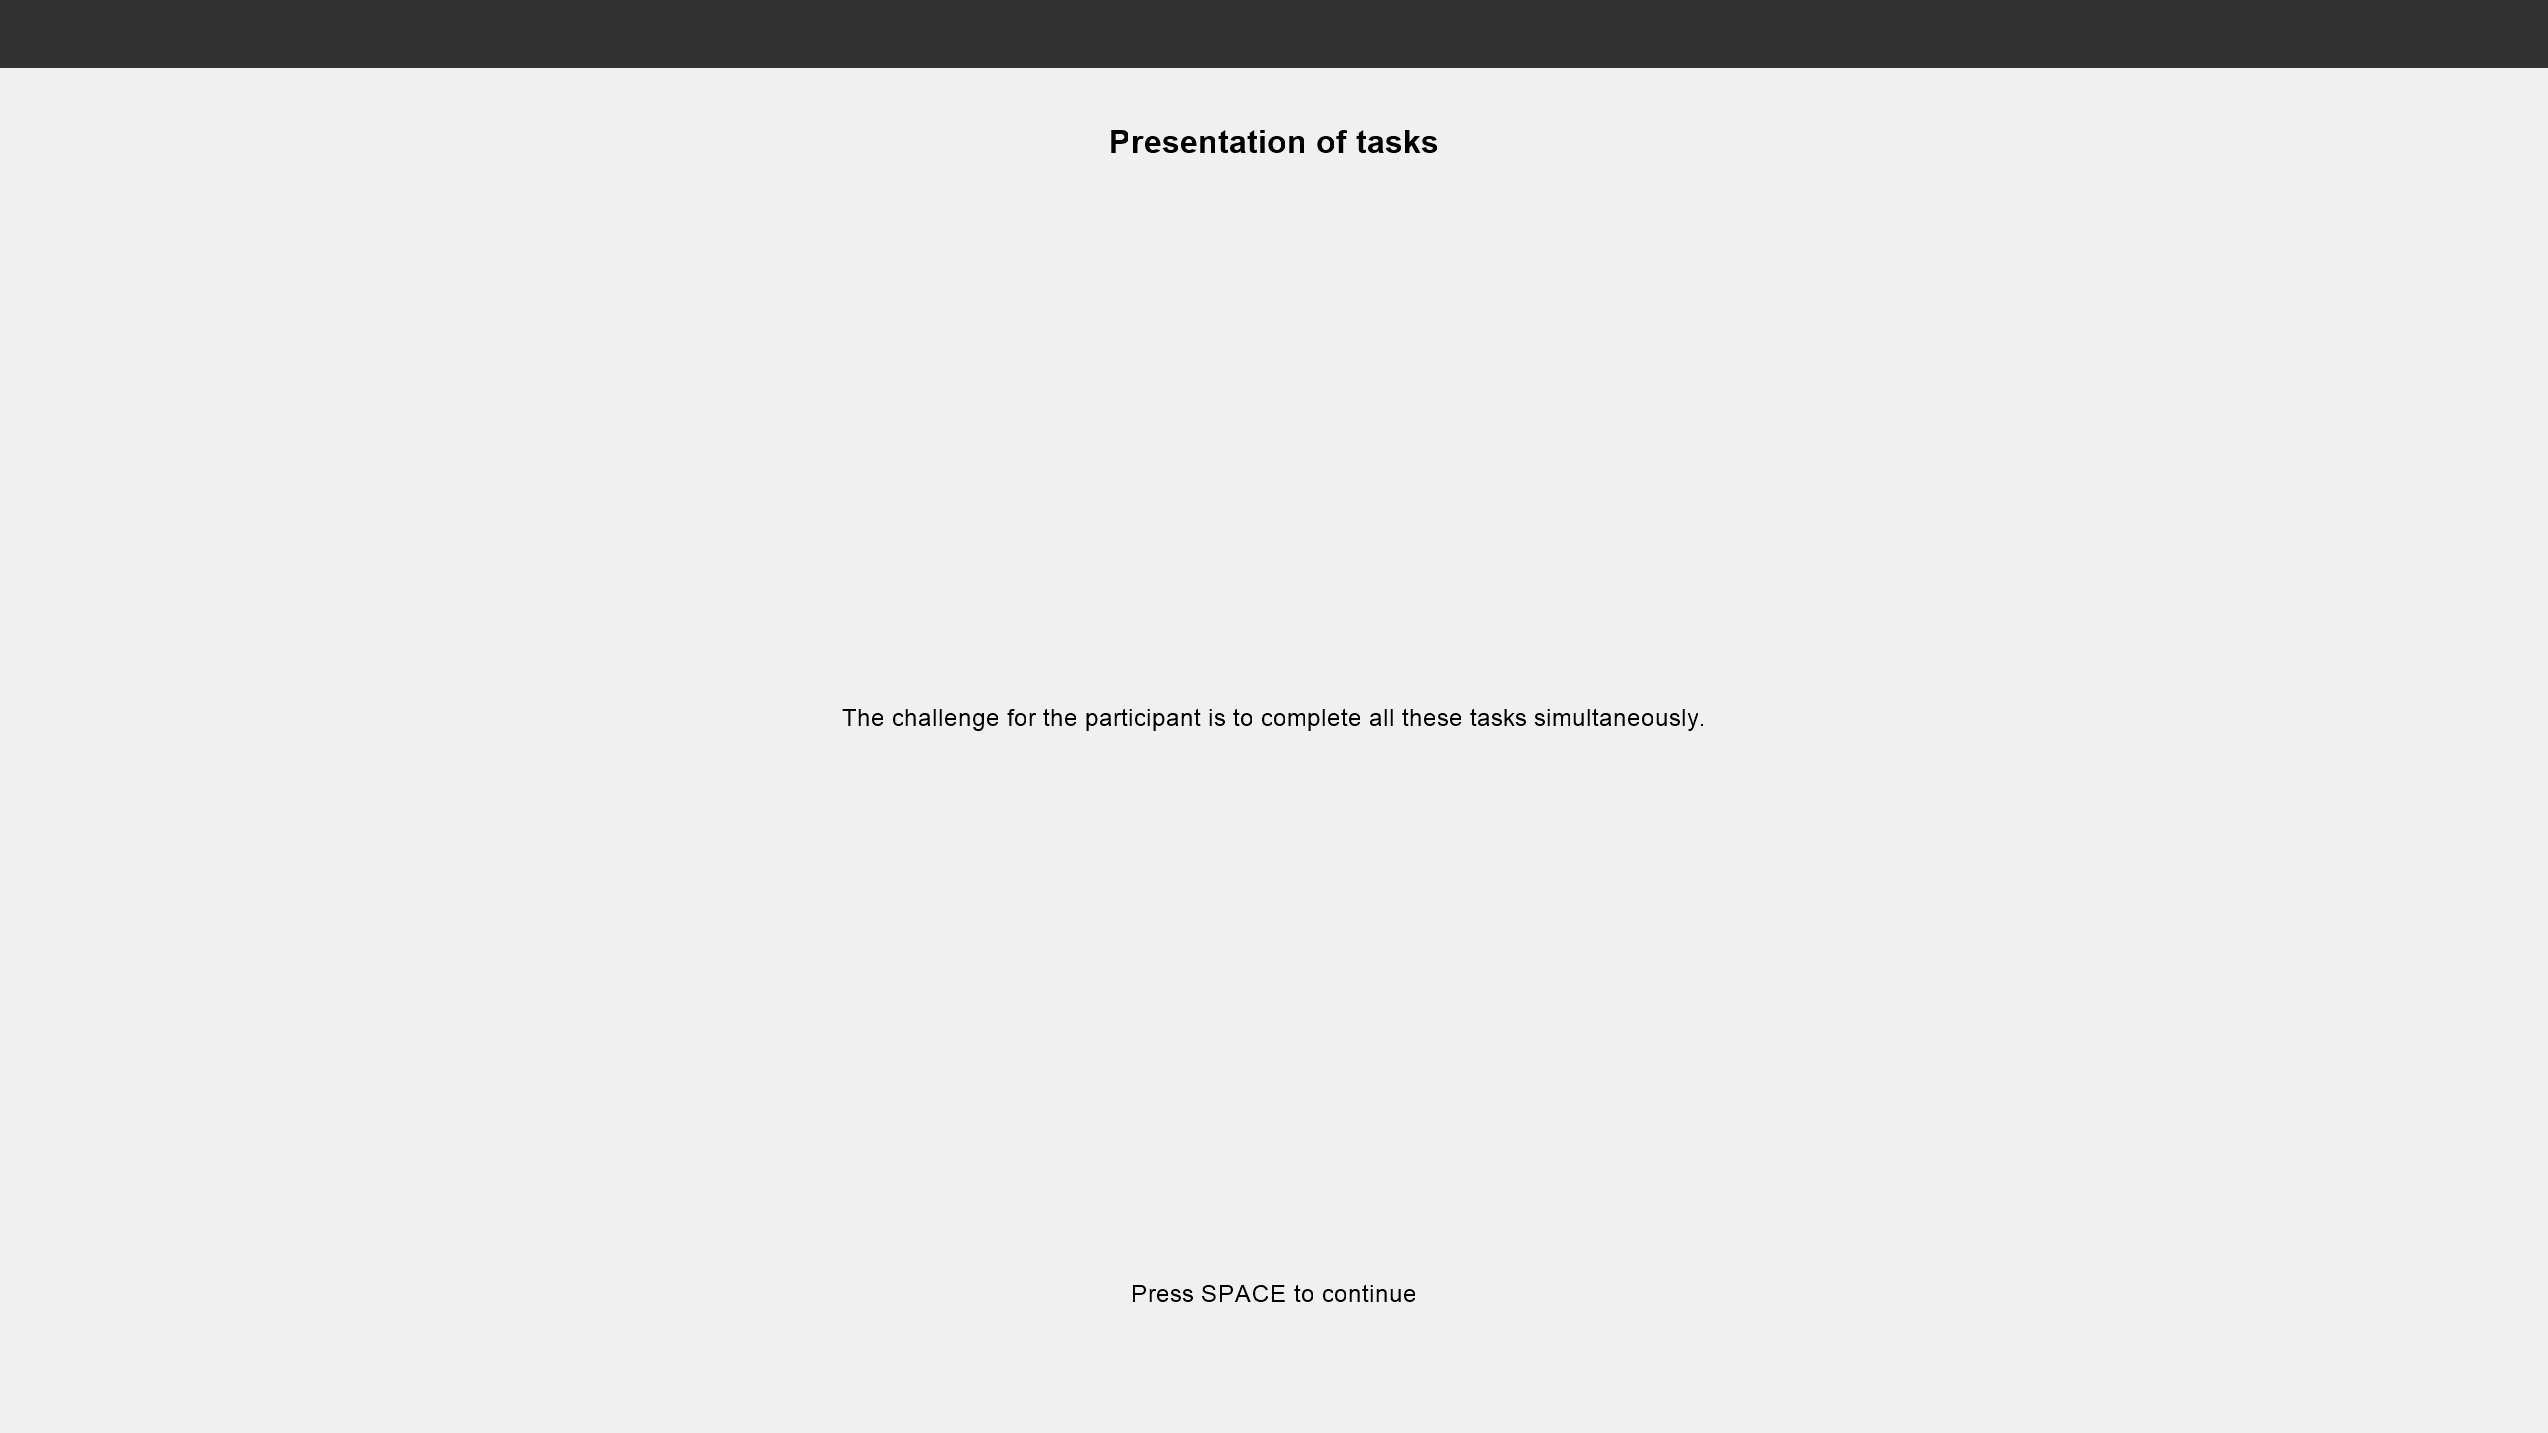 Presentation of tasks
The challenge for the participant is to complete all these tasks simultaneously.
Press SPACE to continue